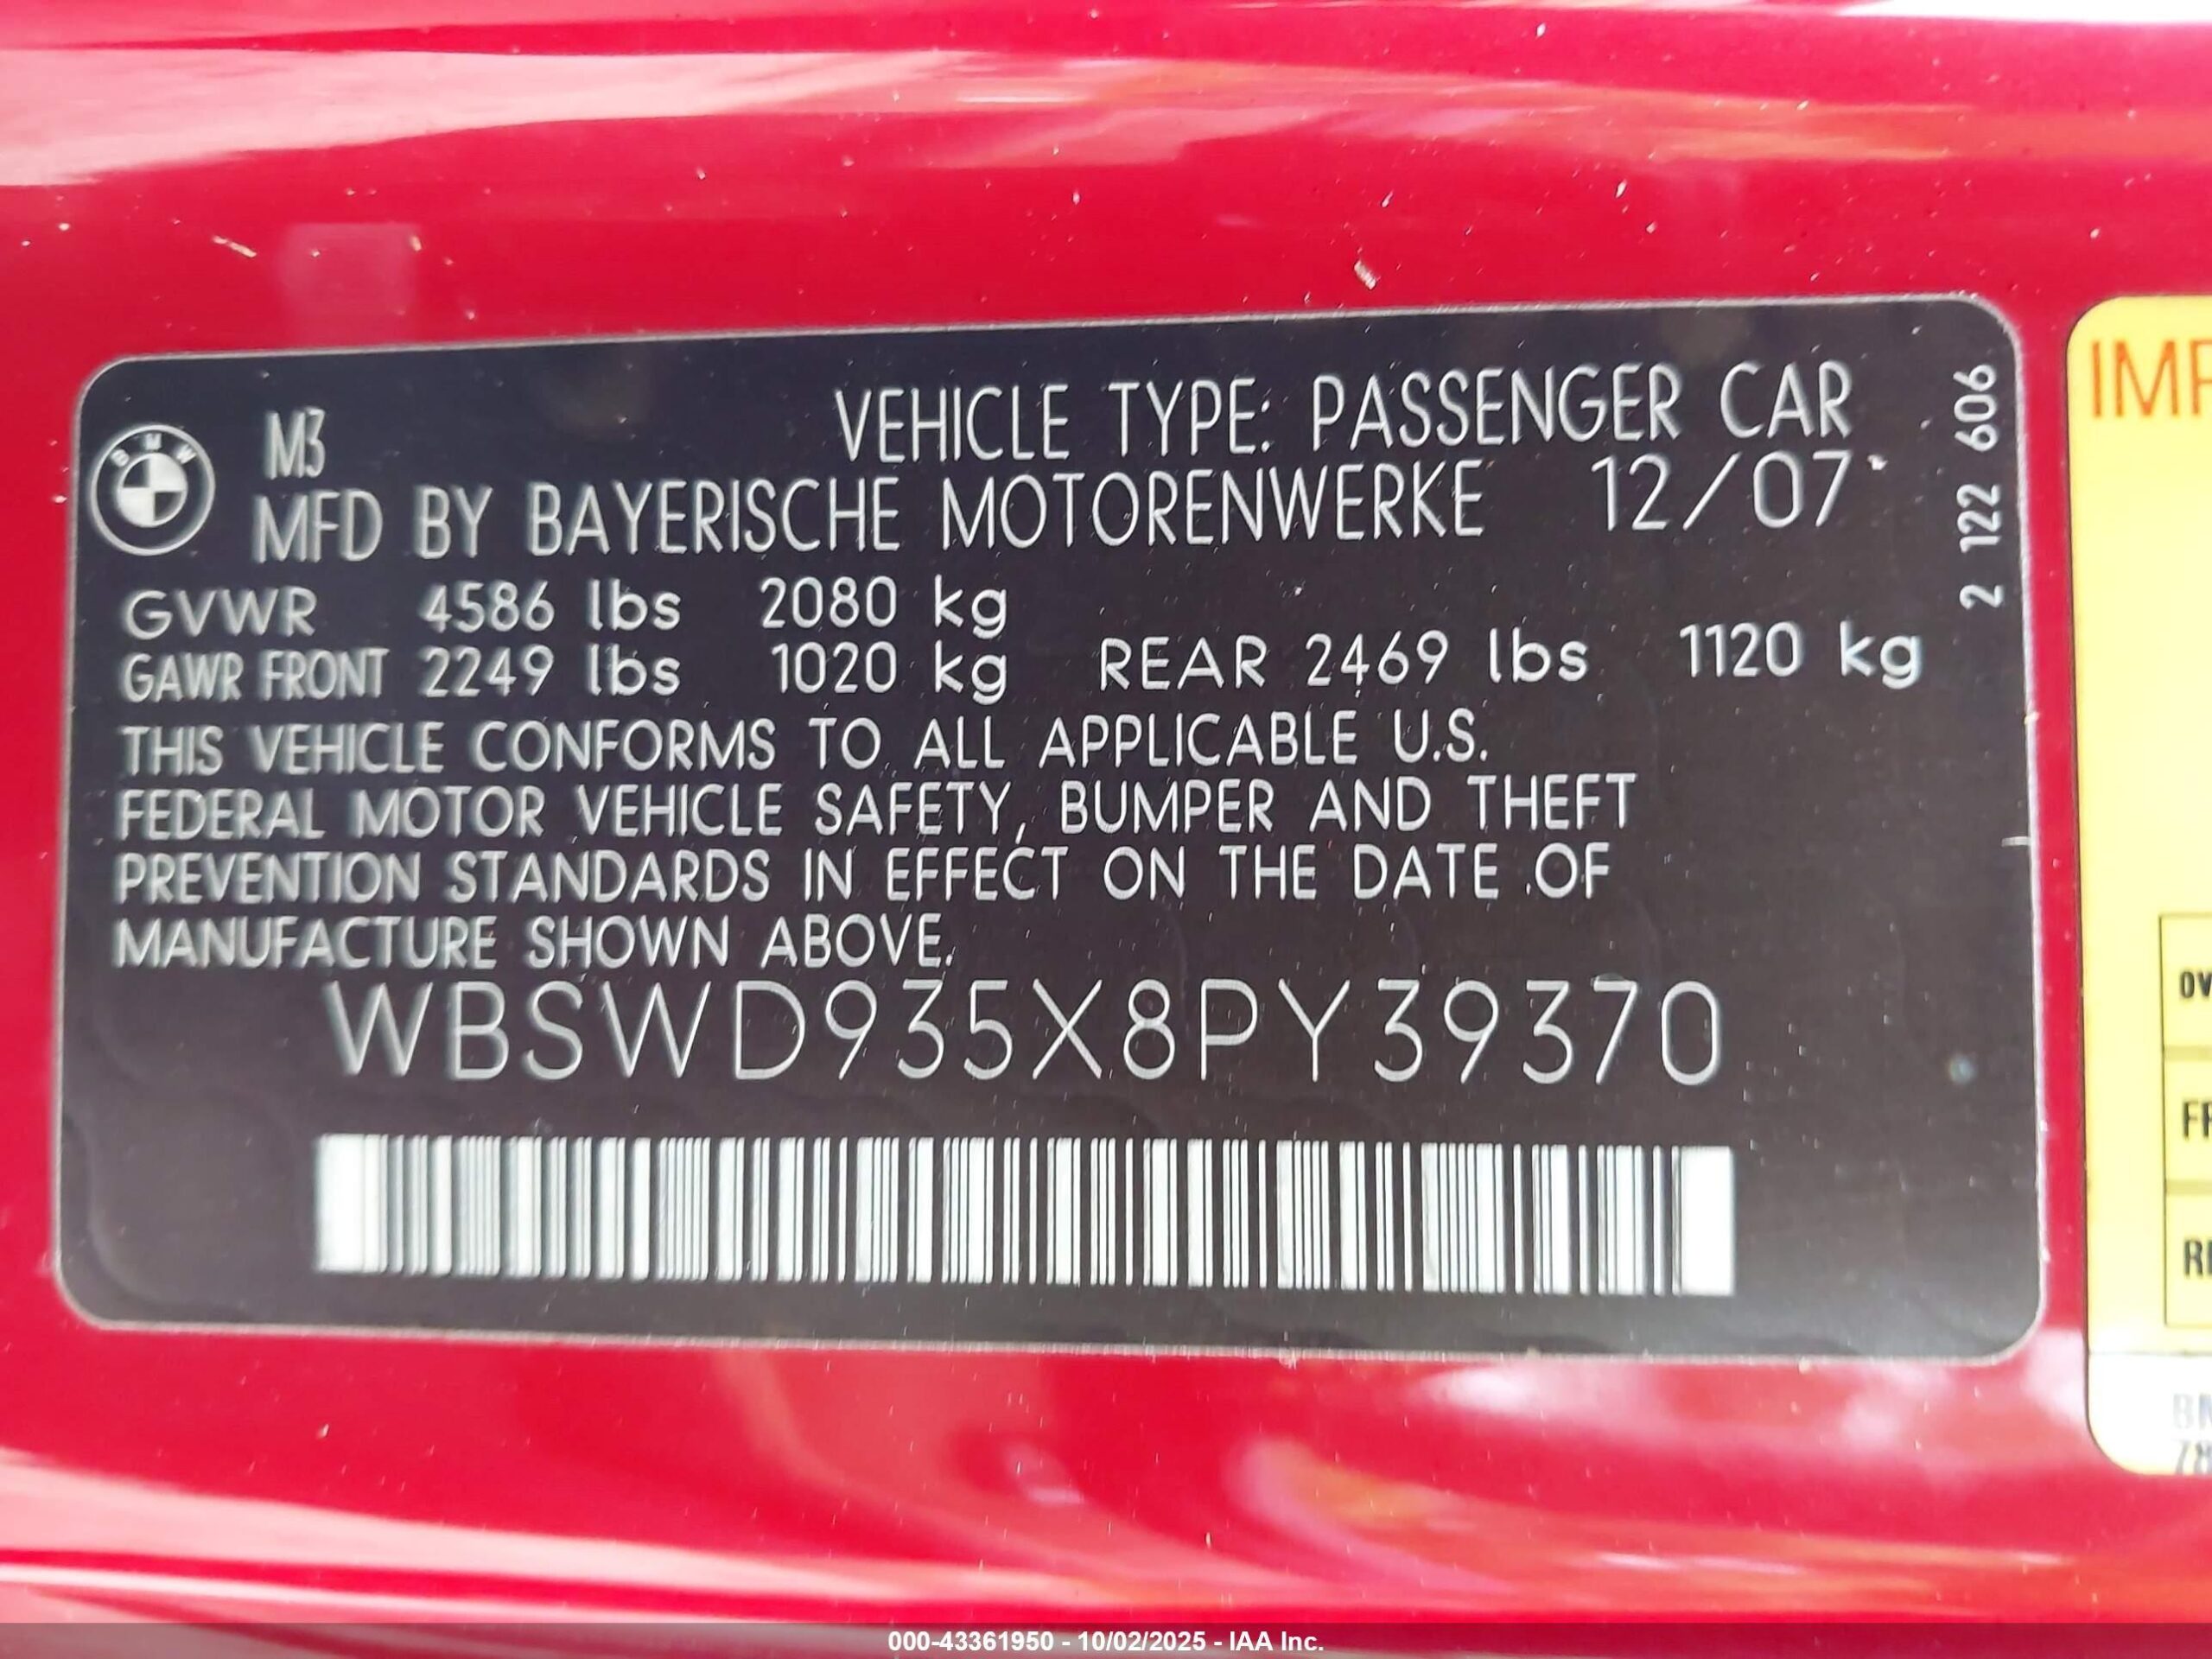 BMW
M3 VEHICLE TYPE: PASSENGER CAR
MFD BY BAYERISCHE MOTORENWERKE 12/07
GVWR 4586 lbs 2080 kg
GAWR FRONT 2249 lbs 1020 kg REAR 2469 lbs 1120 kg
THIS VEHICLE CONFORMS TO ALL APPLICABLE U.S.
FEDERAL MOTOR VEHICLE SAFETY, BUMPER AND THEFT
PREVENTION STANDARDS IN EFFECT ON THE DATE OF
MANUFACTURE SHOWN ABOVE.
WBSWD935X8PY39370
2 122 606
000-43361950 - 10/02/2025 - IAA Inc.